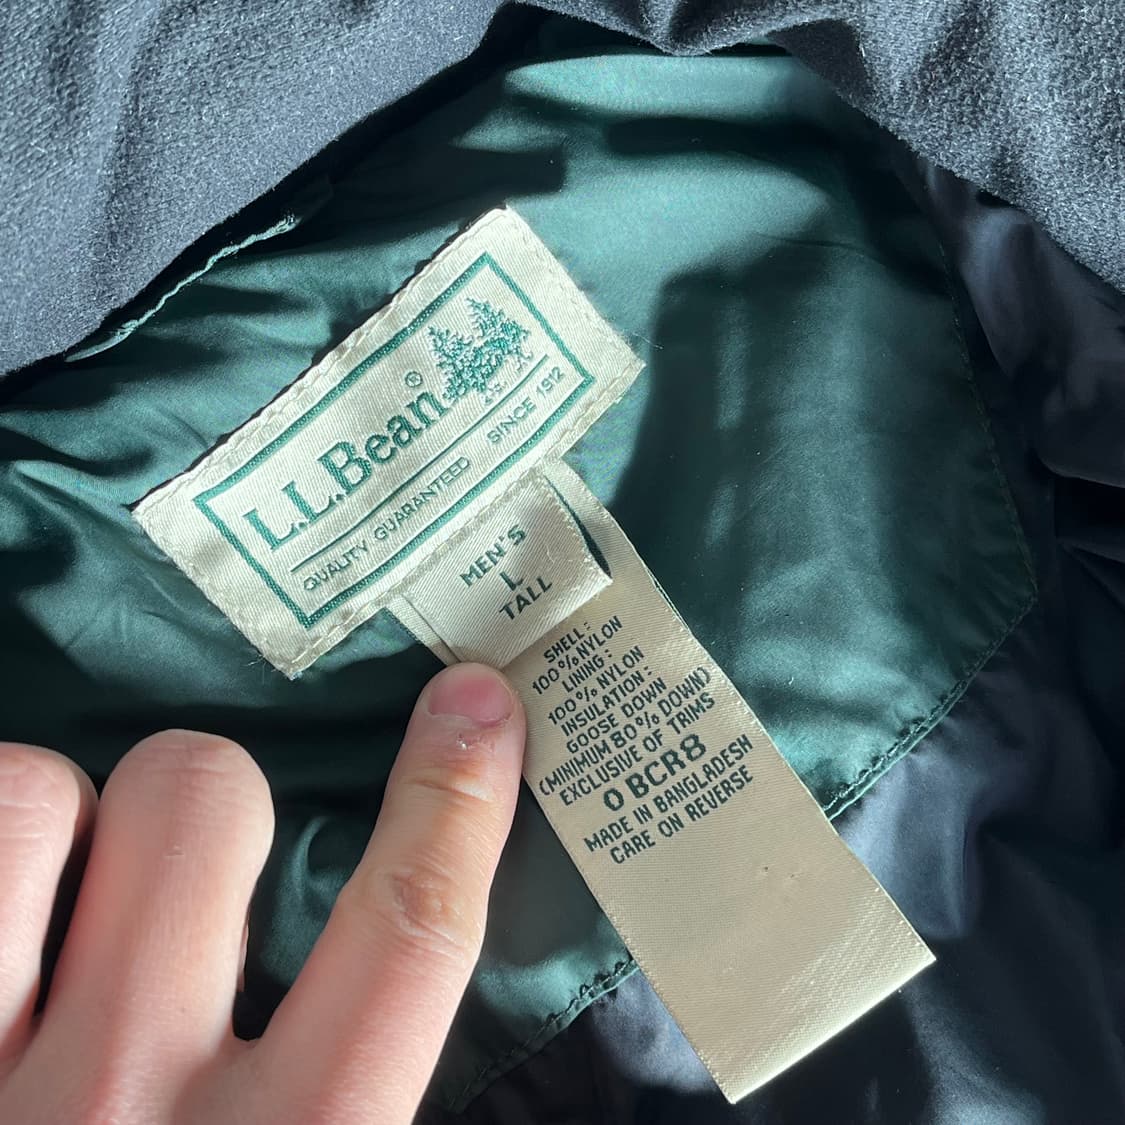 L.L.Bean®
QUALITY GUARANTEED SINCE 1912
MEN'S
L
TALL
SHELL:
100% NYLON
LINING:
100% NYLON
INSULATION:
GOOSE DOWN
(MINIMUM 80% DOWN)
EXCLUSIVE OF TRIMS
0 BCR8
MADE IN BANGLADESH
CARE ON REVERSE